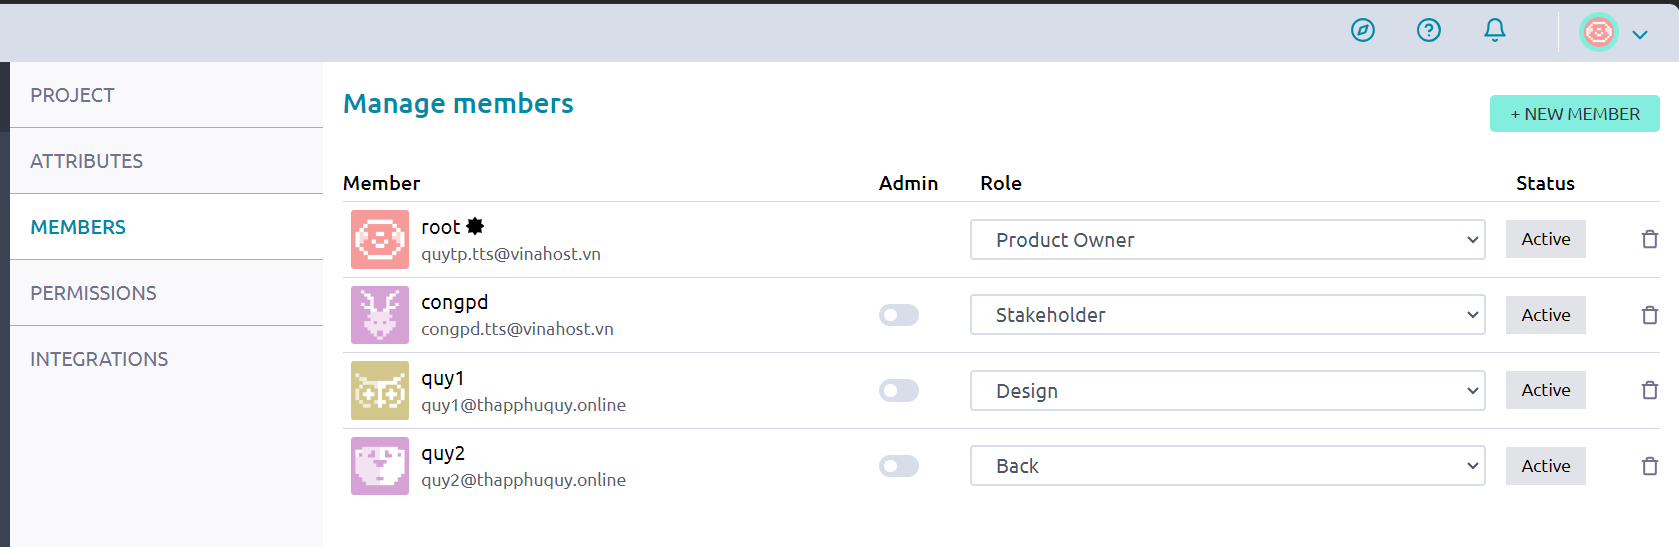 PROJECT
ATTRIBUTES
MEMBERS
PERMISSIONS
INTEGRATIONS
Manage members
+ NEW MEMBER
Member Admin Role Status
root
quytp.tts@vinahost.vn
Product Owner
Active
congpd
congpd.tts@vinahost.vn
Stakeholder
Active
quy1
quy1@thapphuquy.online
Design
Active
quy2
quy2@thapphuquy.online
Back
Active